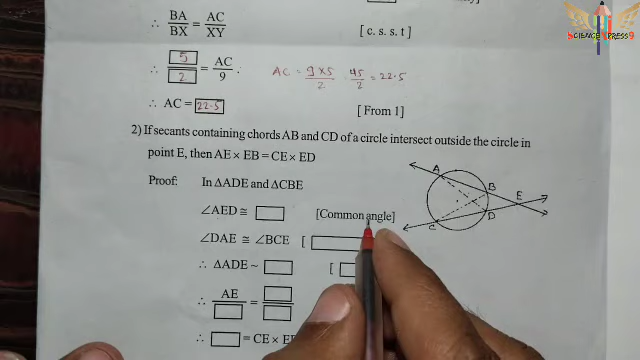 ∴ BA/BX = AC/XY [ c. s. s. t ]
∴ 5/2 = AC/9 : AC = 9×5/2 45/2 = 22.5
∴ AC = 22.5 [From 1]
2) If secants containing chords AB and CD of a circle intersect outside the circle in
point E, then AE × EB = CE × ED
Proof: In ΔADE and ΔCBE
∠AED ≅ [Common angle]
∠DAE ≅ ∠BCE [
∴ ΔADE ~ [
∴ AE/ =
∴ = CE ×
A
B
E
C
D
SCIENCE XPRESS 9